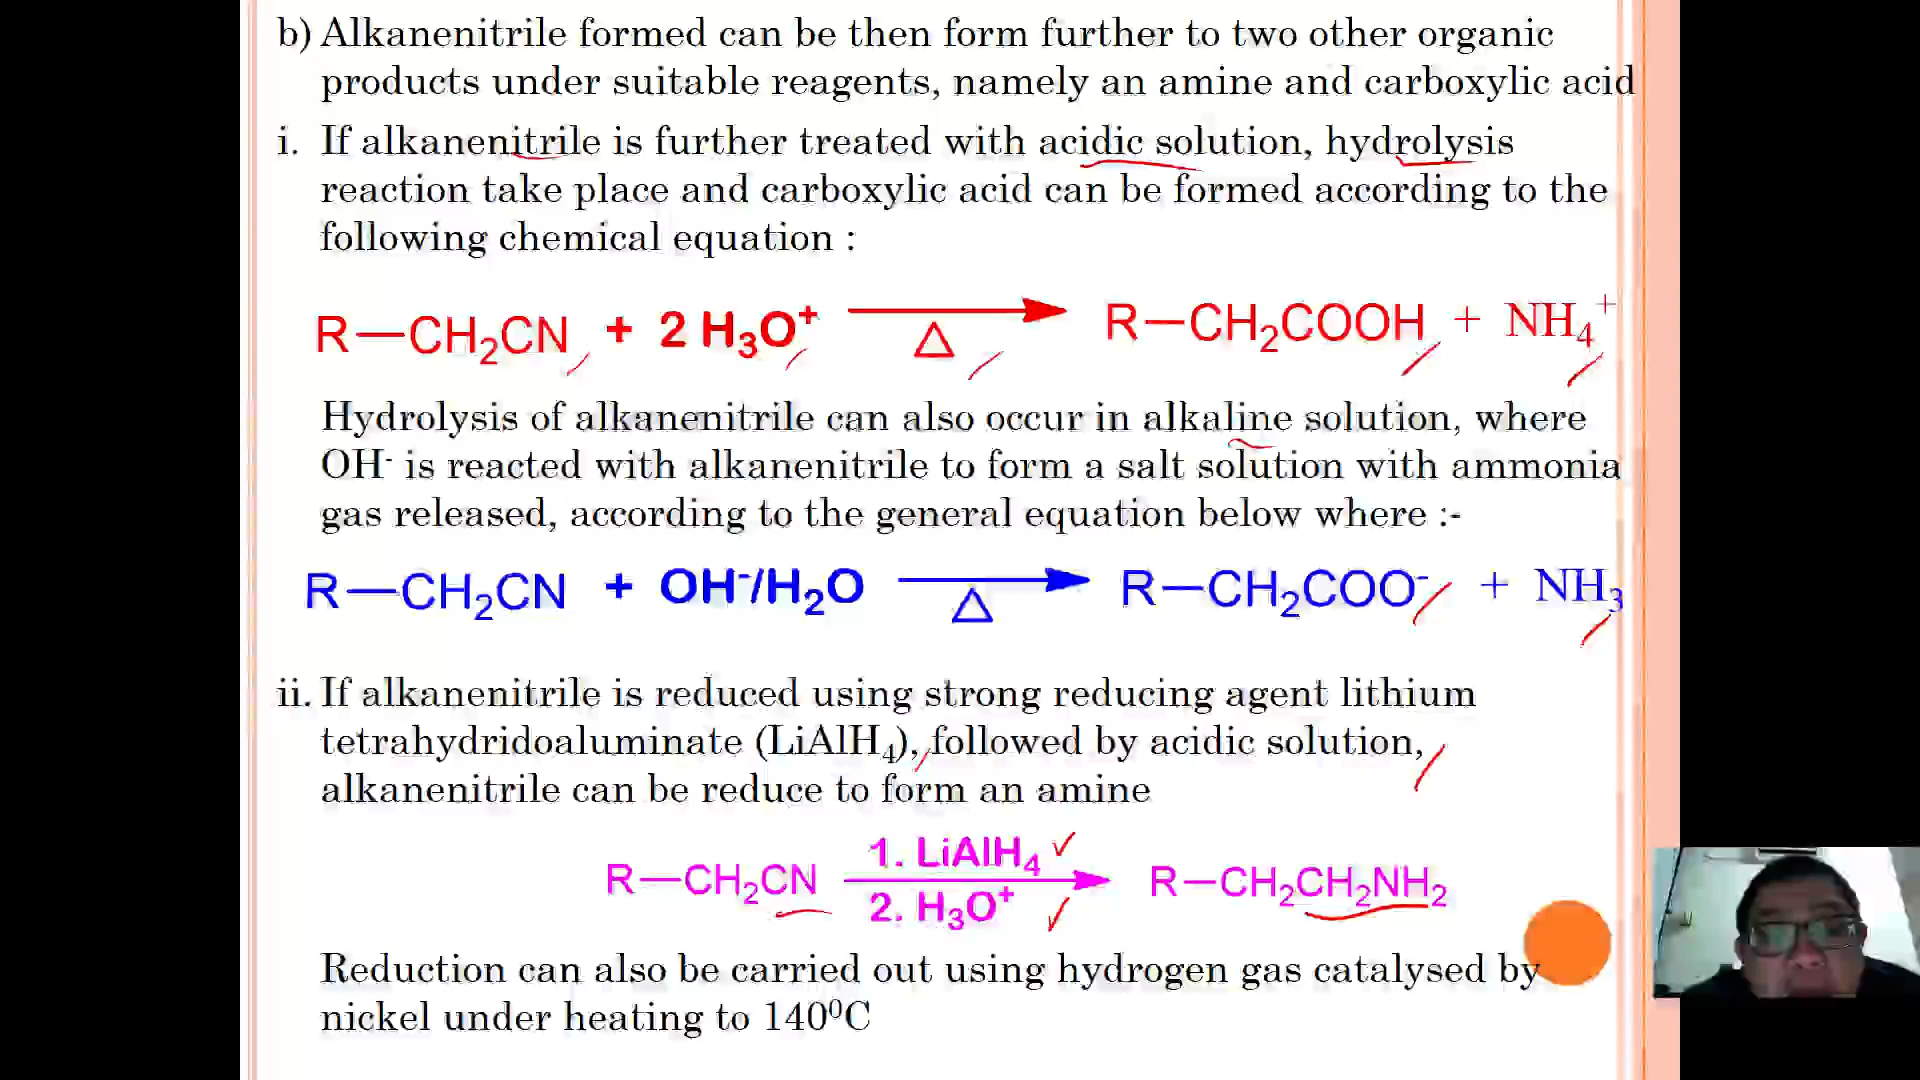 b) Alkanenitrile formed can be then form further to two other organic
products under suitable reagents, namely an amine and carboxylic acid
i. If alkanenitrile is further treated with acidic solution, hydrolysis
reaction take place and carboxylic acid can be formed according to the
following chemical equation :
R—CH₂CN + 2 H₃O⁺ △ R—CH₂COOH + NH₄⁺
Hydrolysis of alkanenitrile can also occur in alkaline solution, where
OH⁻ is reacted with alkanenitrile to form a salt solution with ammonia
gas released, according to the general equation below where :-
R—CH₂CN + OH⁻/H₂O △ R—CH₂COO⁻ + NH₃
ii. If alkanenitrile is reduced using strong reducing agent lithium
tetrahydridoaluminate (LiAlH₄), followed by acidic solution,
alkanenitrile can be reduce to form an amine
1. LiAlH₄
R—CH₂CN R—CH₂CH₂NH₂
2. H₃O⁺
Reduction can also be carried out using hydrogen gas catalysed by
nickel under heating to 140⁰C